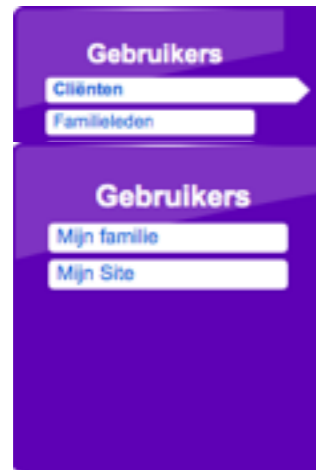 Gebruikers
Cliënten
Familieleden
Gebruikers
Mijn familie
Mijn Site